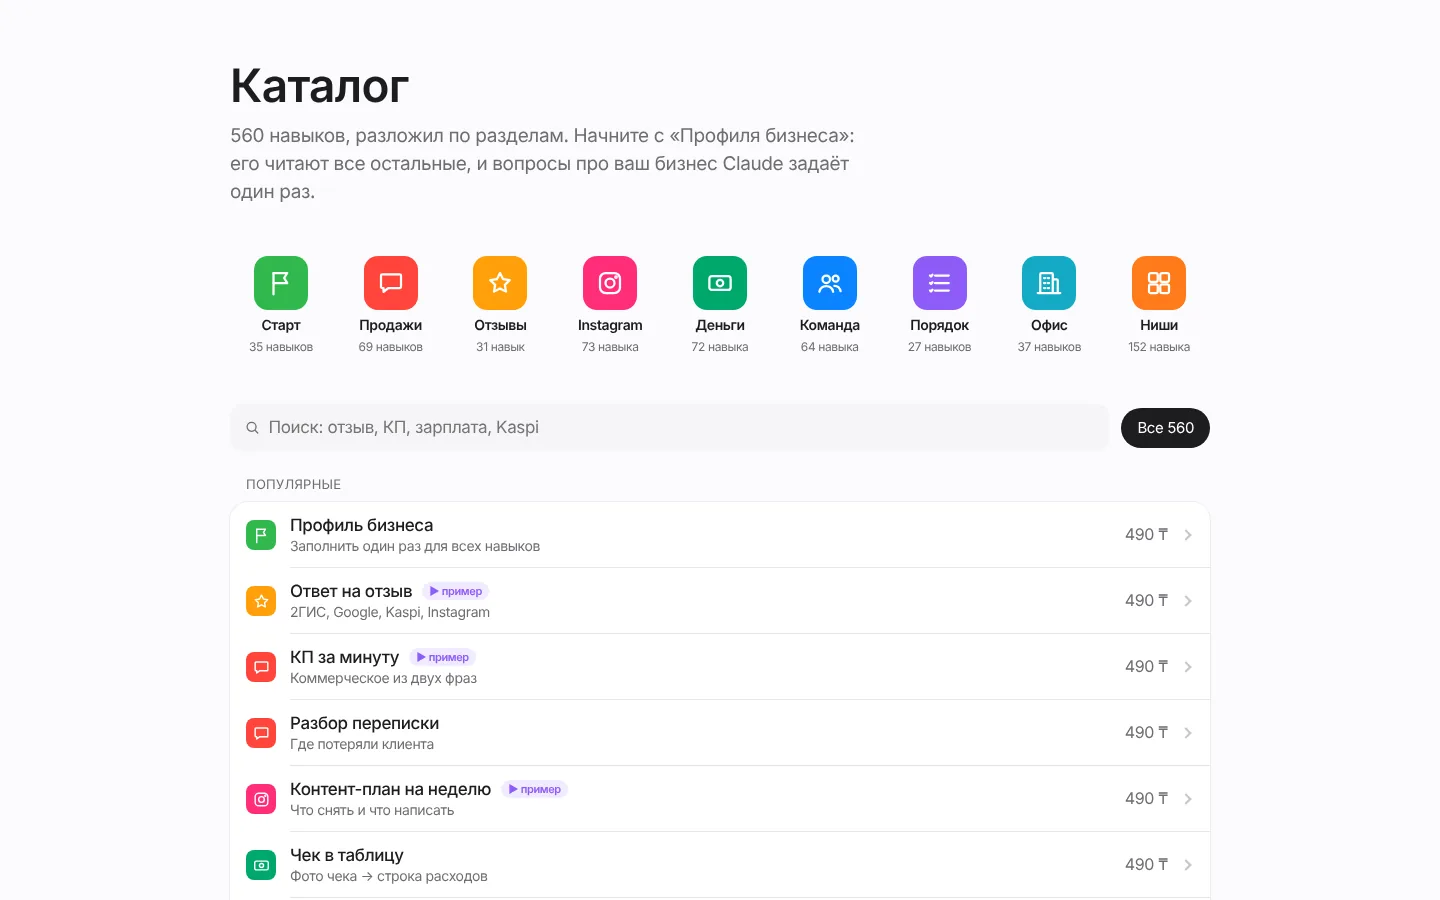 Каталог
560 навыков, разложил по разделам. Начните с «Профиля бизнеса»:
его читают все остальные, и вопросы про ваш бизнес Claude задаёт
один раз.
Старт
35 навыков
Продажи
69 навыков
Отзывы
31 навык
Instagram
73 навыка
Деньги
72 навыка
Команда
64 навыка
Порядок
27 навыков
Офис
37 навыков
Ниши
152 навыка
Поиск: отзыв, КП, зарплата, Kaspi
Все 560
ПОПУЛЯРНЫЕ
Профиль бизнеса
Заполнить один раз для всех навыков
490 ₸
Ответ на отзыв ▶ пример
2ГИС, Google, Kaspi, Instagram
490 ₸
КП за минуту ▶ пример
Коммерческое из двух фраз
490 ₸
Разбор переписки
Где потеряли клиента
490 ₸
Контент-план на неделю ▶ пример
Что снять и что написать
490 ₸
Чек в таблицу
Фото чека → строка расходов
490 ₸